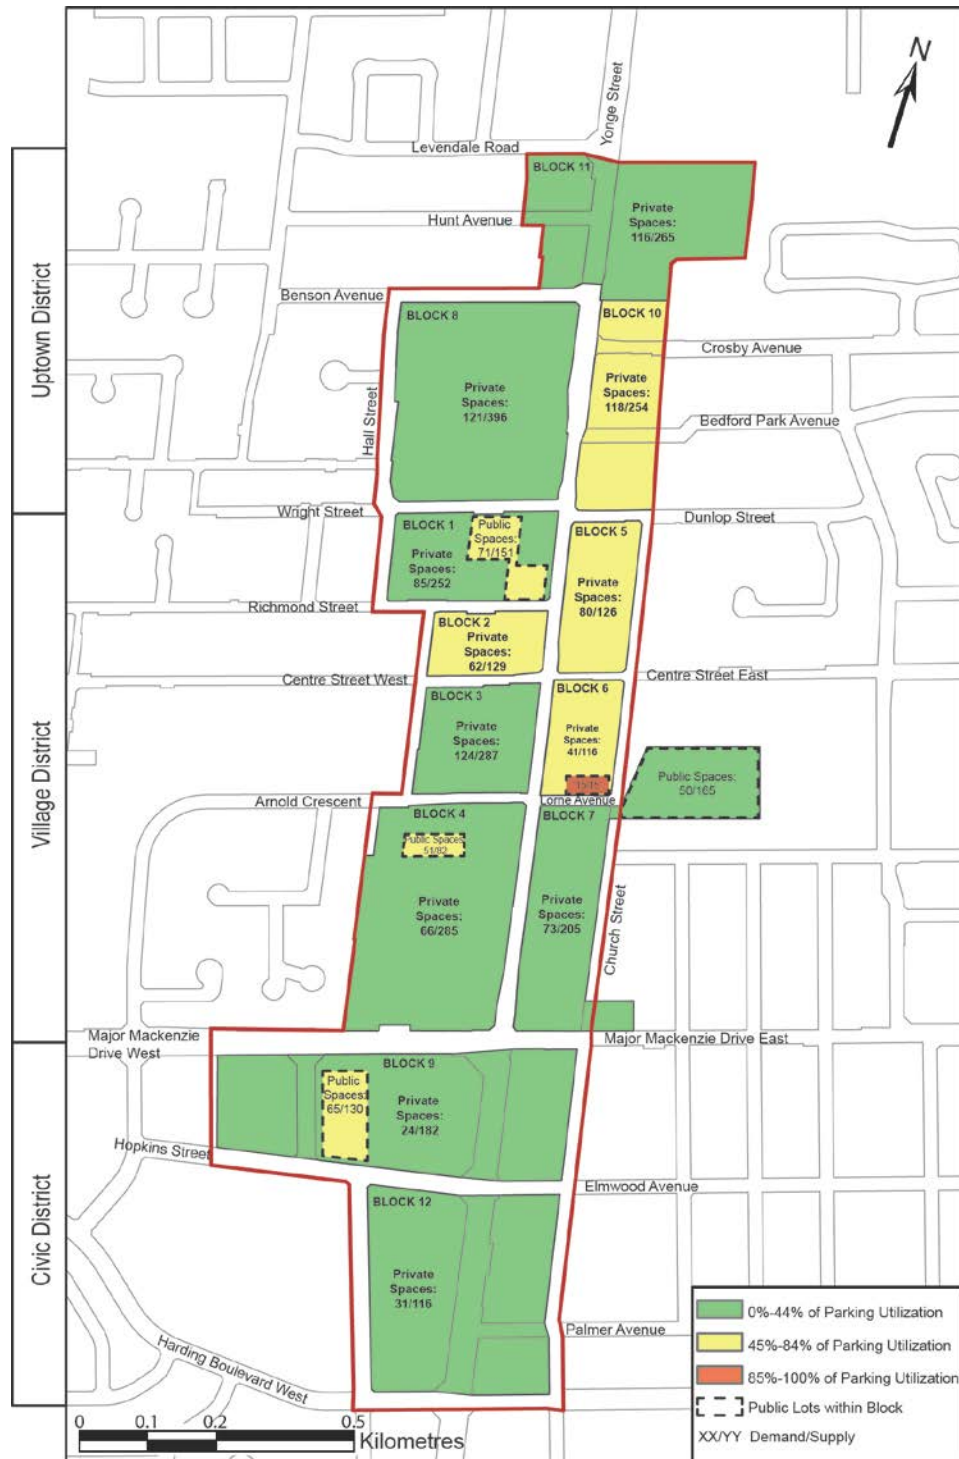 N
Yonge Street
Levendale Road
BLOCK 11
Hunt Avenue
Private
Spaces:
116/265
Uptown District
Benson Avenue
BLOCK 8
BLOCK 10
Crosby Avenue
Private
Spaces:
121/396
Private
Spaces:
118/254
Hall Street
Bedford Park Avenue
Wright Street
Dunlop Street
BLOCK 1
Public
Spaces:
71/151
BLOCK 5
Private
Spaces:
85/252
Private
Spaces:
80/126
Richmond Street
BLOCK 2
Private
Spaces:
62/129
Centre Street West
Centre Street East
BLOCK 3
BLOCK 6
Private
Spaces:
124/287
Private
Spaces:
41/116
Village District
Public Spaces:
50/165
Arnold Crescent
Lorne Avenue
BLOCK 4
BLOCK 7
Public Spaces
51/82
Private
Spaces:
66/285
Private
Spaces:
73/205
Church Street
Major Mackenzie
Drive West
Major Mackenzie Drive East
BLOCK 9
Public
Spaces:
65/130
Private
Spaces:
24/182
Hopkins Street
Elmwood Avenue
Civic District
BLOCK 12
Private
Spaces:
31/116
Palmer Avenue
Harding Boulevard West
0%-44% of Parking Utilization
45%-84% of Parking Utilization
85%-100% of Parking Utilization
Public Lots within Block
XX/YY Demand/Supply
0 0.1 0.2 0.5
Kilometres